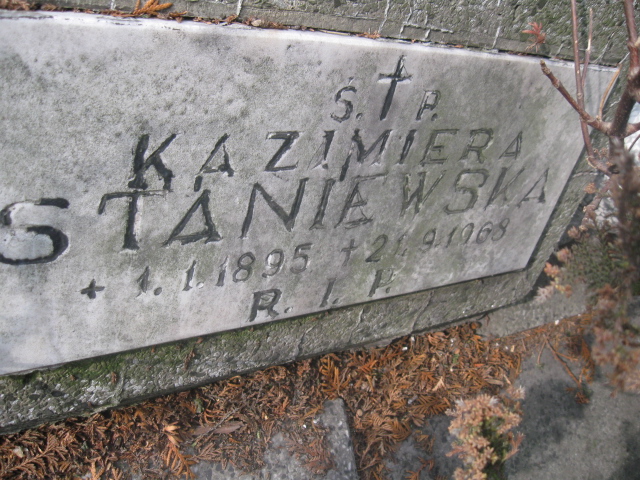 Ś. † P.
KAZIMIERA
STANIEWSKA
+ 1.1.1895 + 21.9.1968
R. I. P.